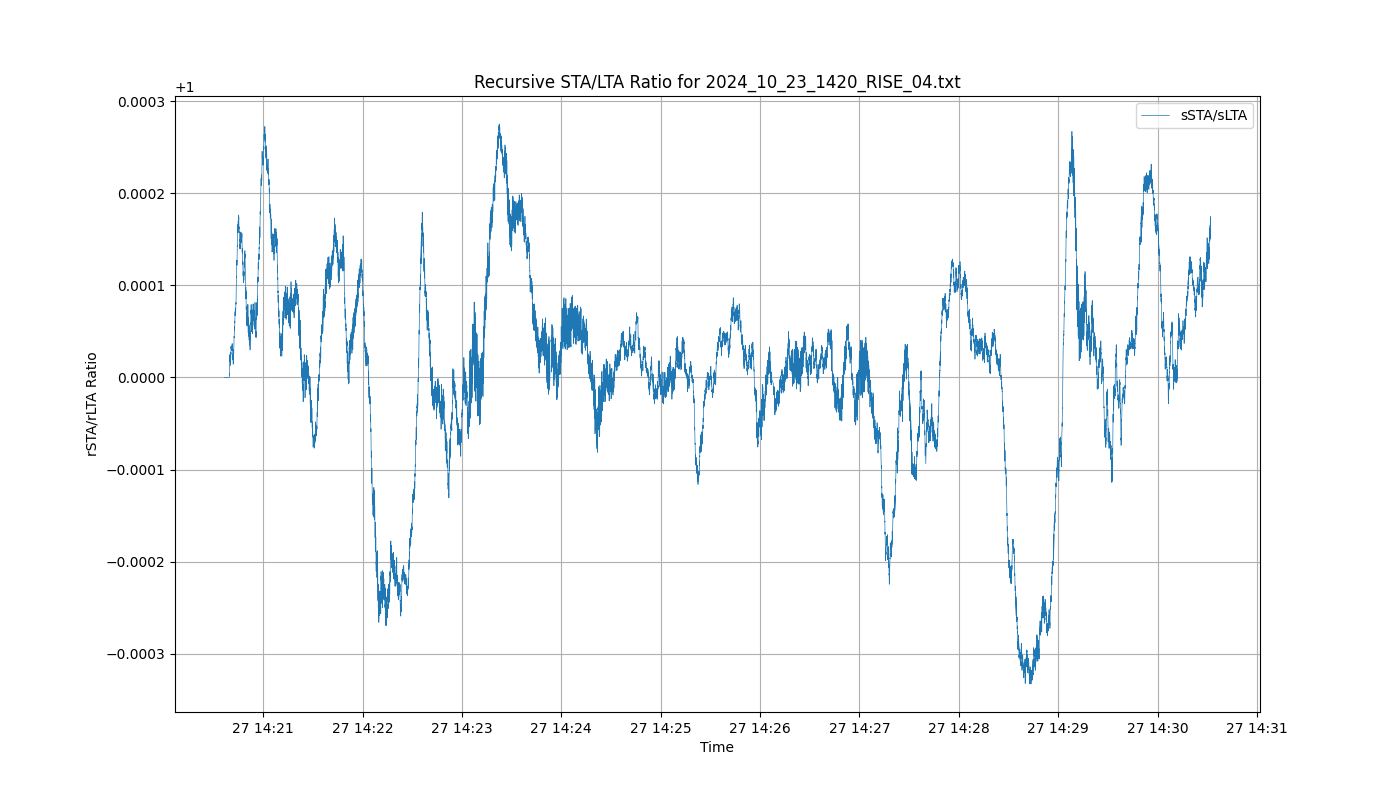 Recursive STA/LTA Ratio for 2024_10_23_1420_RISE_04.txt
+1
0.0003
0.0002
0.0001
0.0000
−0.0001
−0.0002
−0.0003
rSTA/rLTA Ratio
sSTA/sLTA
27 14:21 27 14:22 27 14:23 27 14:24 27 14:25 27 14:26 27 14:27 27 14:28 27 14:29 27 14:30 27 14:31
Time